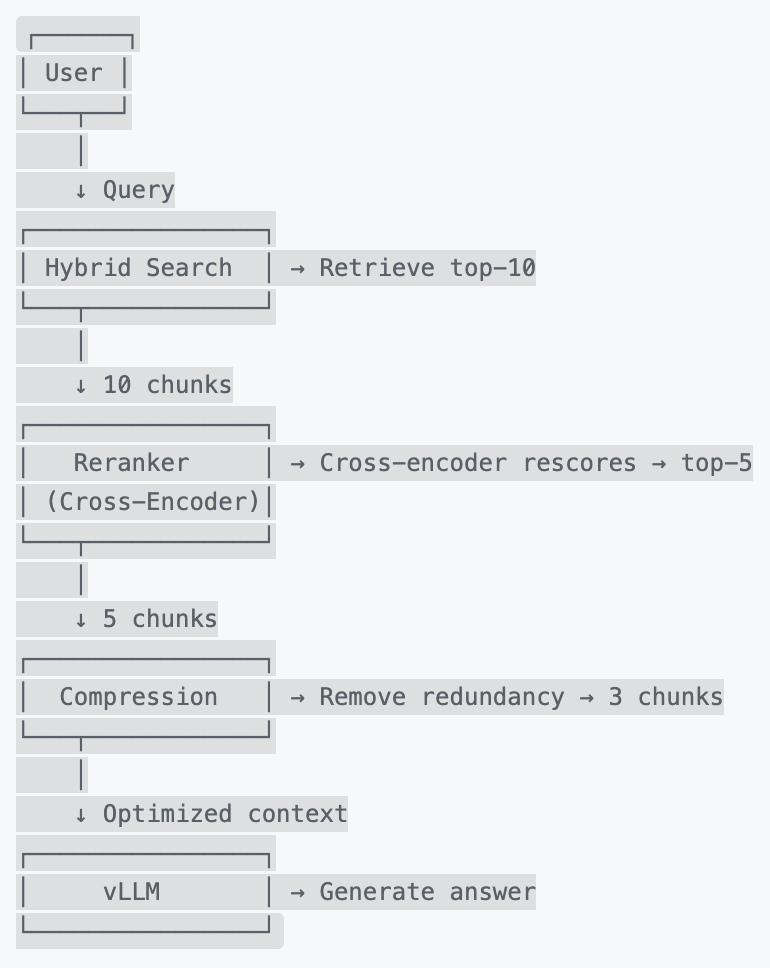 User
↓ Query
Hybrid Search → Retrieve top-10
↓ 10 chunks
Reranker → Cross-encoder rescores → top-5
(Cross-Encoder)
↓ 5 chunks
Compression → Remove redundancy → 3 chunks
↓ Optimized context
vLLM → Generate answer